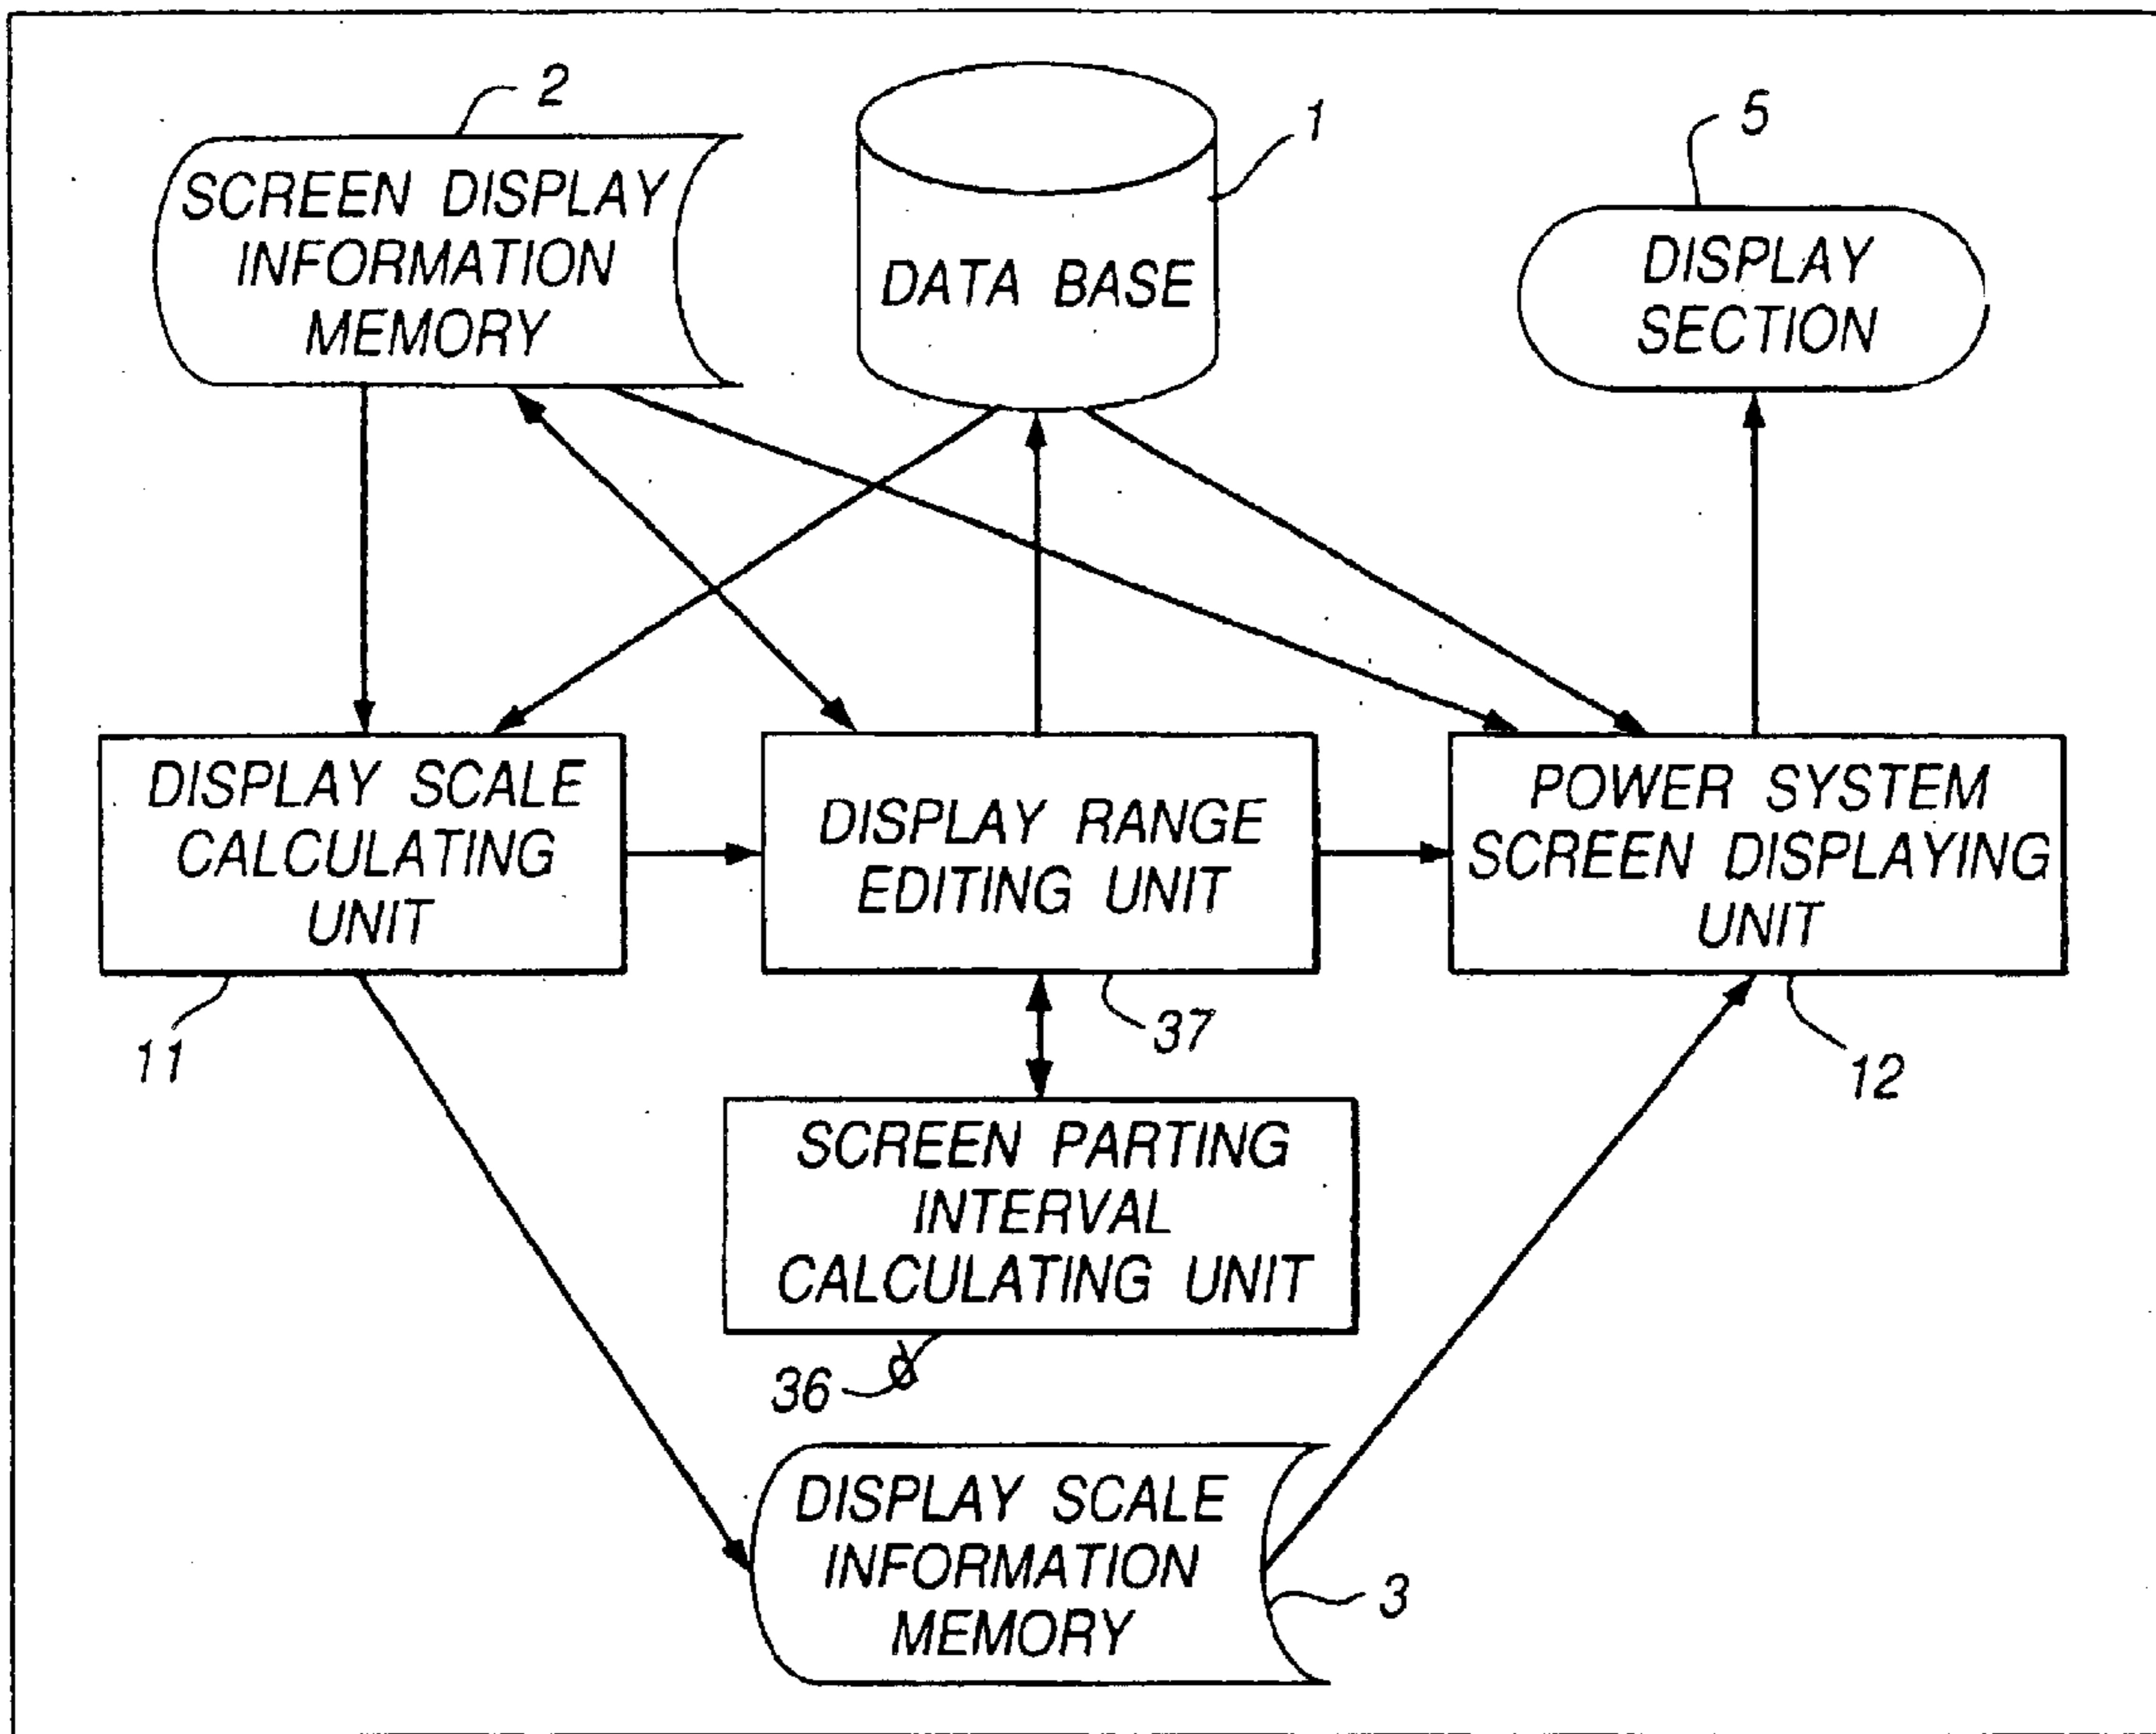 2
1
5
SCREEN DISPLAY
INFORMATION
MEMORY
DATA BASE
DISPLAY
SECTION
DISPLAY SCALE
CALCULATING
UNIT
DISPLAY RANGE
EDITING UNIT
POWER SYSTEM
SCREEN DISPLAYING
UNIT
11
37
12
SCREEN PARTING
INTERVAL
CALCULATING UNIT
36
DISPLAY SCALE
INFORMATION
MEMORY
3